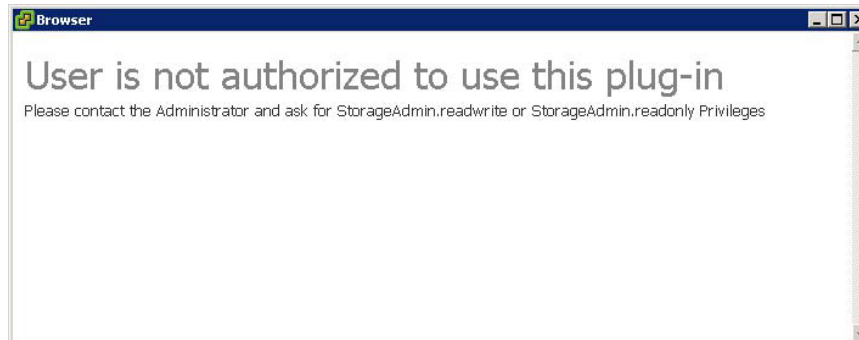 Browser
User is not authorized to use this plug-in
Please contact the Administrator and ask for StorageAdmin.readwrite or StorageAdmin.readonly Privileges